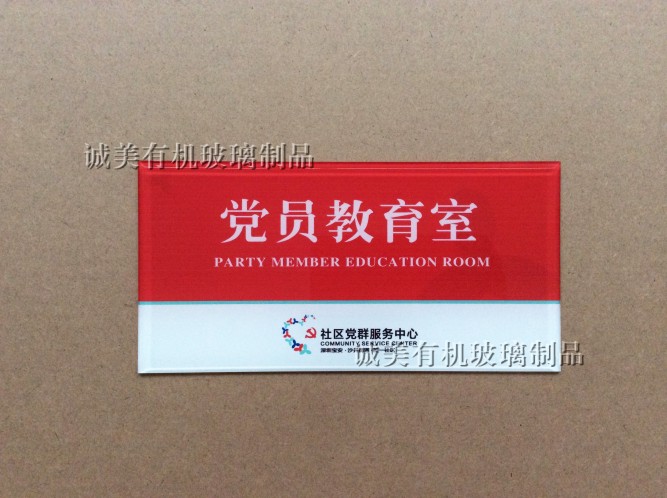 诚美有机玻璃制品
党员教育室
PARTY MEMBER EDUCATION ROOM
社区党群服务中心
COMMUNITY SERVICE CENTER
诚美有机玻璃制品